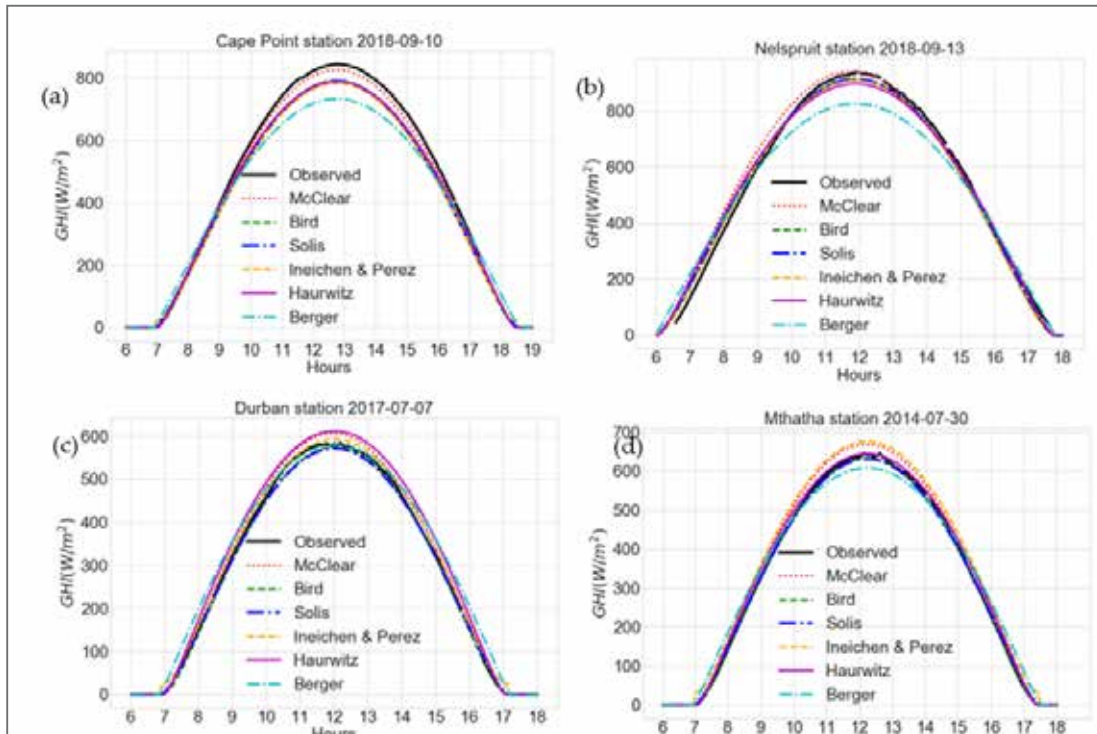 Cape Point station 2018-09-10
(a)
GHI(W/m²)
800
600
400
200
0
Observed
McClear
Bird
Solis
Ineichen & Perez
Haurwitz
Berger
6 7 8 9 10 11 12 13 14 15 16 17 18 19
Hours
Nelspruit station 2018-09-13
(b)
GHI(W/m²)
800
600
400
200
0
Observed
McClear
Bird
Solis
Ineichen & Perez
Haurwitz
Berger
6 7 8 9 10 11 12 13 14 15 16 17 18
Hours
Durban station 2017-07-07
(c)
GHI(W/m²)
600
500
400
300
200
100
0
Observed
McClear
Bird
Solis
Ineichen & Perez
Haurwitz
Berger
6 7 8 9 10 11 12 13 14 15 16 17 18
Hours
Mthatha station 2014-07-30
(d)
GHI(W/m²)
700
600
500
400
300
200
100
0
Observed
McClear
Bird
Solis
Ineichen & Perez
Haurwitz
Berger
6 7 8 9 10 11 12 13 14 15 16 17 18